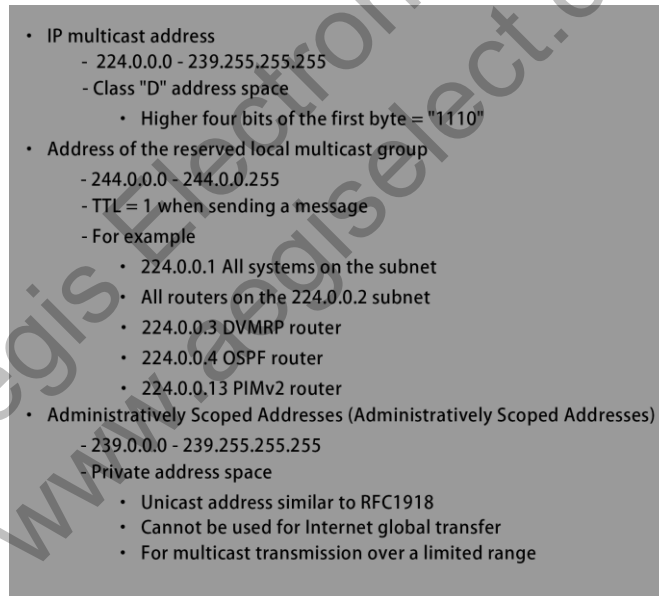 • IP multicast address
- 224.0.0.0 - 239.255.255.255
- Class "D" address space
• Higher four bits of the first byte = "1110"
• Address of the reserved local multicast group
- 244.0.0.0 - 244.0.0.255
- TTL = 1 when sending a message
- For example
• 224.0.0.1 All systems on the subnet
• All routers on the 224.0.0.2 subnet
• 224.0.0.3 DVMRP router
• 224.0.0.4 OSPF router
• 224.0.0.13 PIMv2 router
• Administratively Scoped Addresses (Administratively Scoped Addresses)
- 239.0.0.0 - 239.255.255.255
- Private address space
• Unicast address similar to RFC1918
• Cannot be used for Internet global transfer
• For multicast transmission over a limited range
egis Electron
www.aegiselect.c